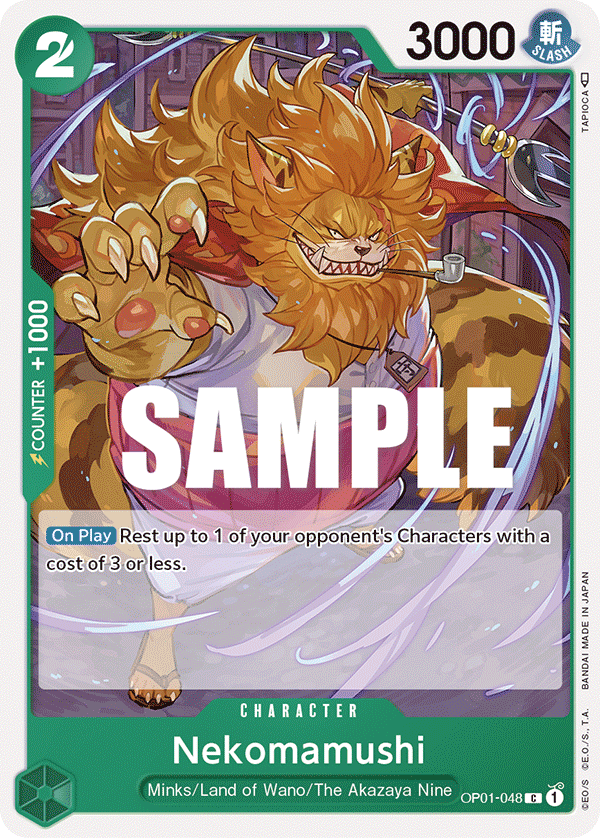 2
3000
斬
SLASH
TAPIOCA
COUNTER +1000
SAMPLE
On Play Rest up to 1 of your opponent's Characters with a
cost of 3 or less.
CHARACTER
Nekomamushi
Minks/Land of Wano/The Akazaya Nine
OP01-048 C 1
©E.O./S., T.A. BANDAI MADE IN JAPAN
©EO/S